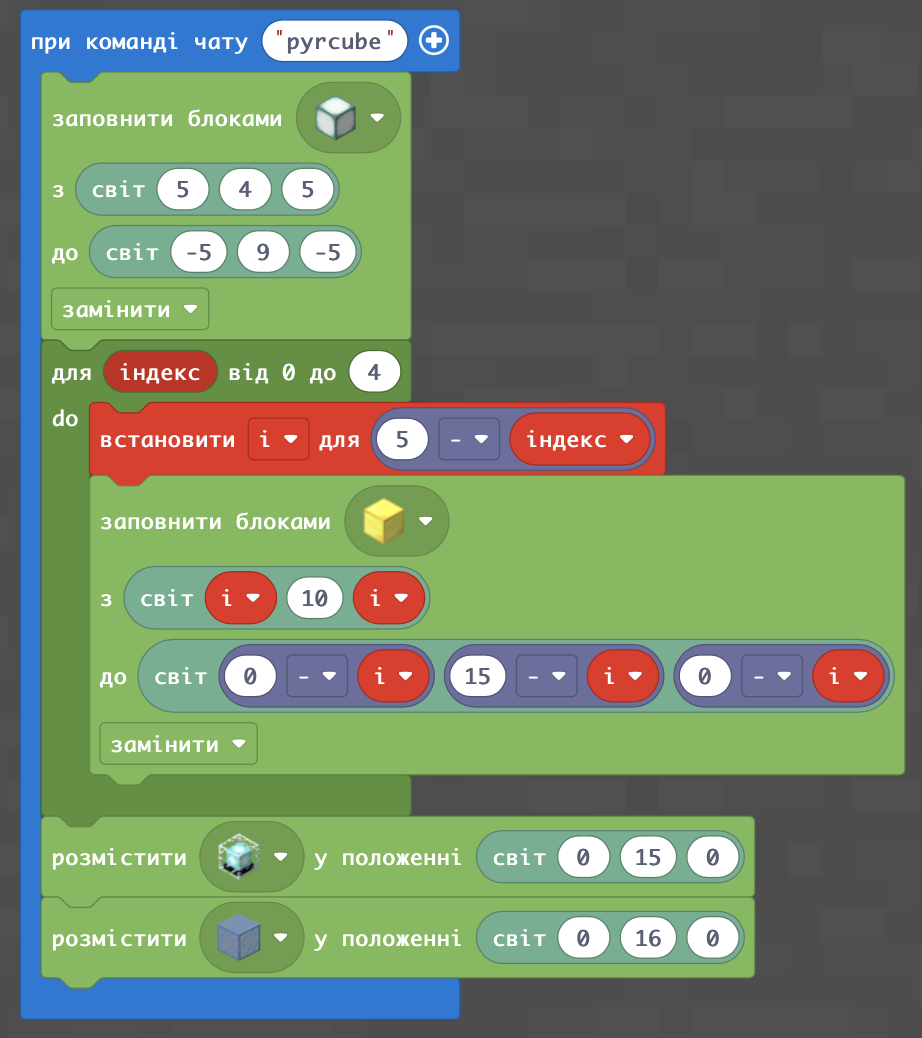 при команді чату "pyrcube"
заповнити блоками
з світ 5 4 5
до світ -5 9 -5
замінити
для індекс від 0 до 4
do
встановити i для 5 - індекс
заповнити блоками
з світ i 10 i
до світ 0 - i 15 - i 0 - i
замінити
розмістити у положенні світ 0 15 0
розмістити у положенні світ 0 16 0